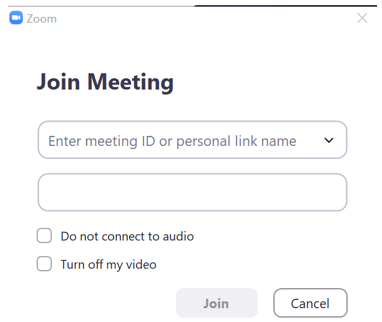 Zoom
Join Meeting
Enter meeting ID or personal link name
Do not connect to audio
Turn off my video
Join
Cancel